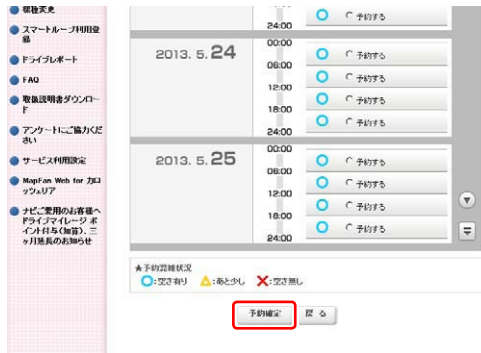 機種変更
スマートループ利用登
録
ドライブレポート
FAQ
取扱説明書ダウンロー
ド
アンケートにご協力くだ
さい
サービス利用設定
MapFan Web for カロ
ッツェリア
ナビご愛用のお客様へ
ドライブマイレージ ポ
イント付与(加算)、三
ヶ月延長のお知らせ
24:00
予約する
2013. 5. 24
00:00
予約する
06:00
予約する
12:00
予約する
18:00
予約する
24:00
2013. 5. 25
00:00
予約する
06:00
予約する
12:00
予約する
18:00
予約する
24:00
★予約混雑状況
:空き有り :あと少し :空き無し
予約確定 戻 る